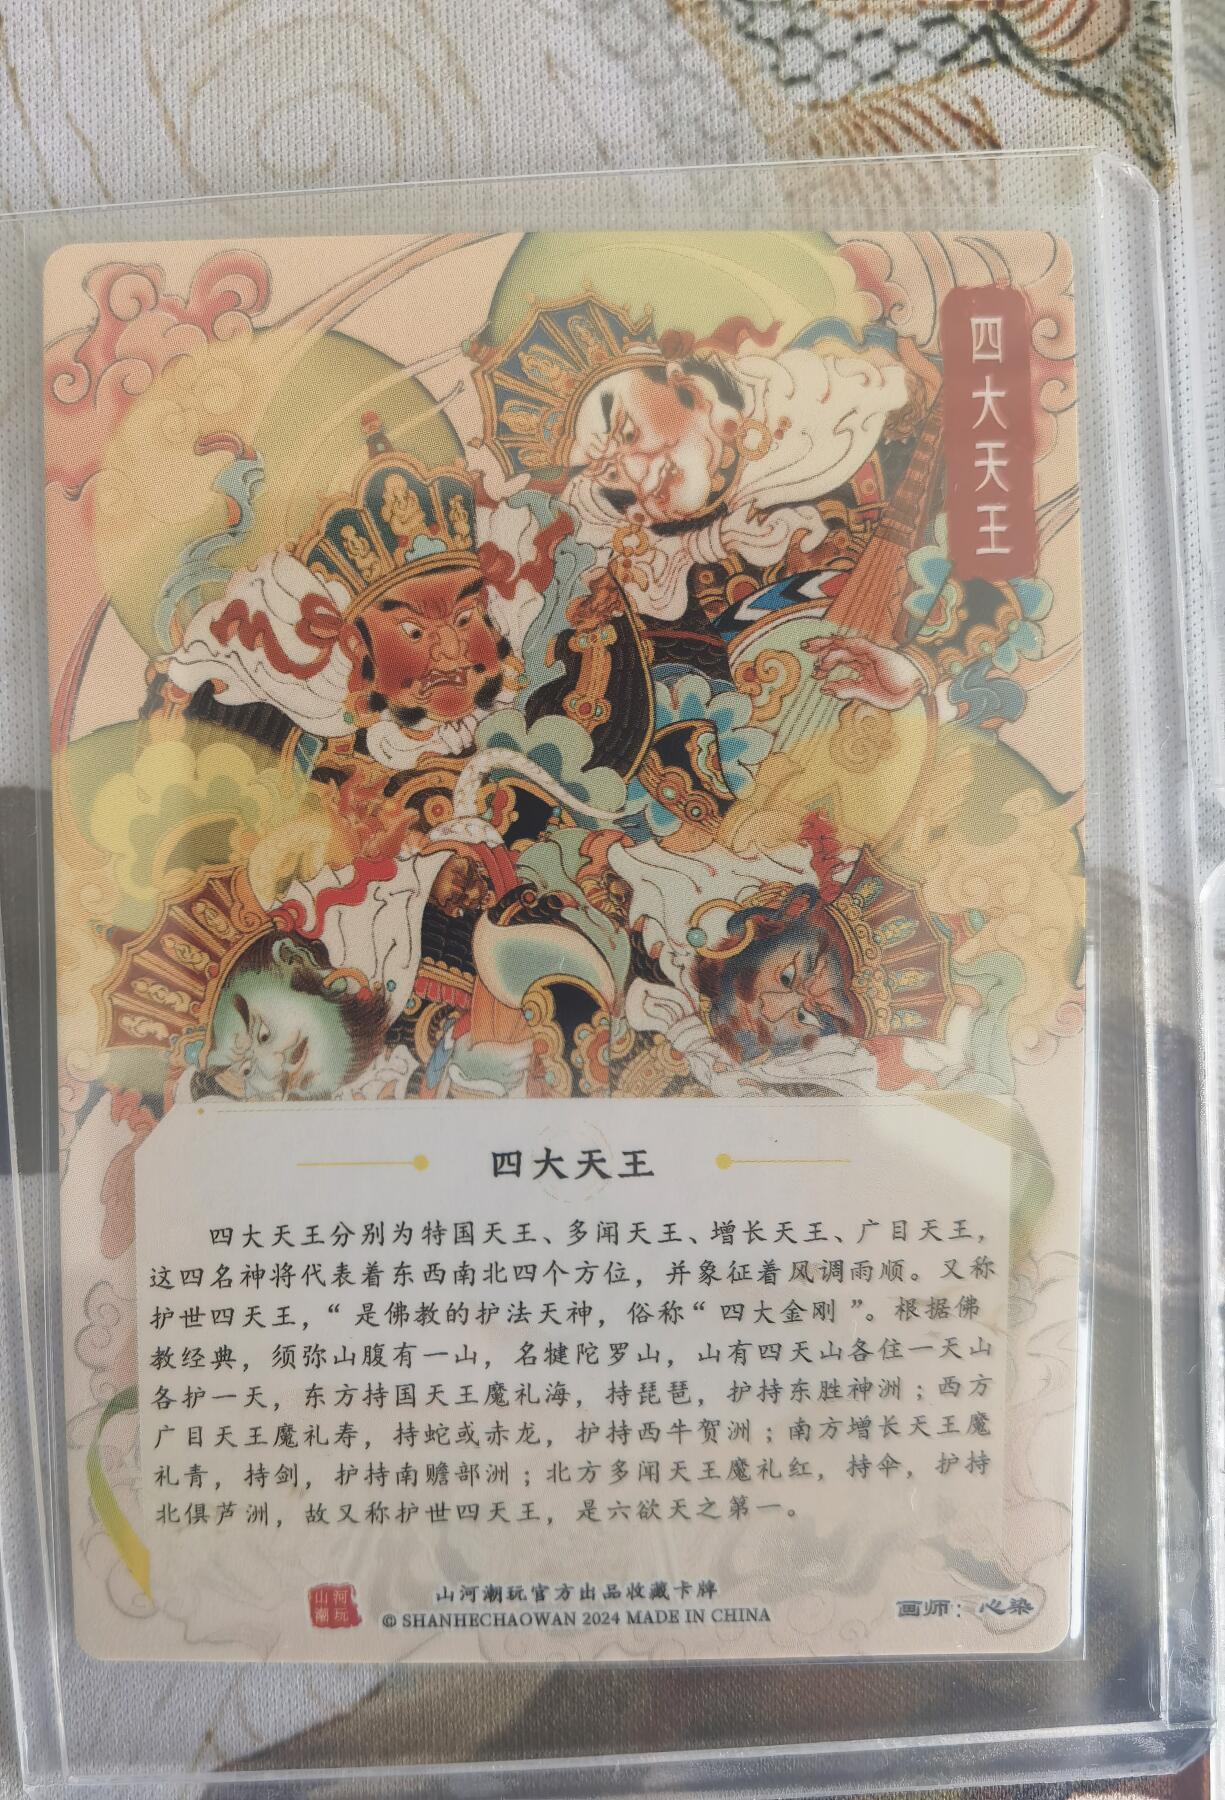 四大天王
四大天王
四大天王分别为特国天王、多闻天王、增长天王、广目天王，
这四名神将代表着东西南北四个方位，并象征着风调雨顺。又称
护世四天王，“是佛教的护法天神，俗称“四大金刚”。根据佛
教经典，须弥山腹有一山，名犍陀罗山，山有四天山各住一天山
各护一天，东方持国天王魔礼海，持琵琶，护持东胜神洲；西方
广目天王魔礼寿，持蛇或赤龙，护持西牛贺洲；南方增长天王魔
礼青，持剑，护持南赡部洲；北方多闻天王魔礼红，持伞，护持
北俱芦洲，故又称护世四天王，是六欲天之第一。
山河潮玩
山河潮玩官方出品收藏卡牌
© SHANHECHAOWAN 2024 MADE IN CHINA
画师：心染